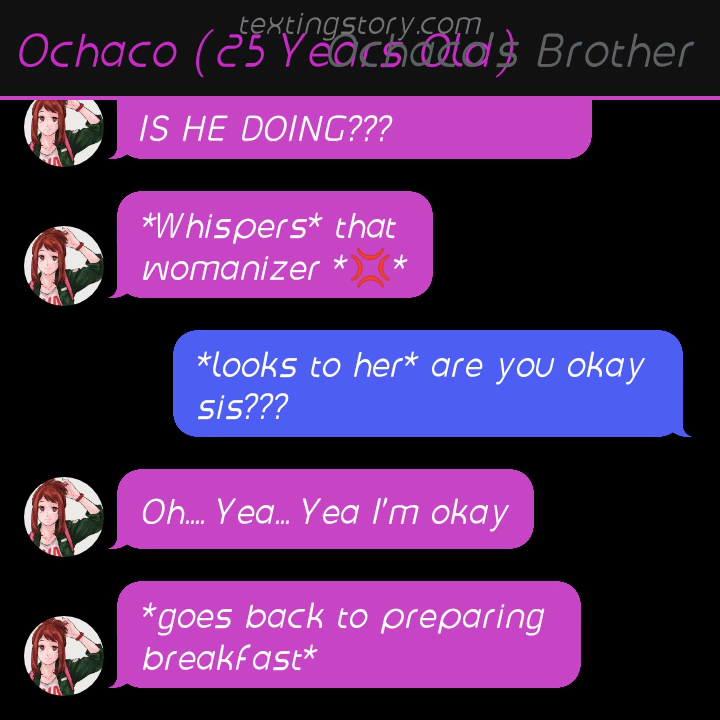 textingstory.com
Ochaco (25 Years Old)
Ochaco's Brother
IS HE DOING???
*Whispers* that
womanizer *💢*
*looks to her* are you okay
sis???
Oh.... Yea... Yea I'm okay
*goes back to preparing
breakfast*